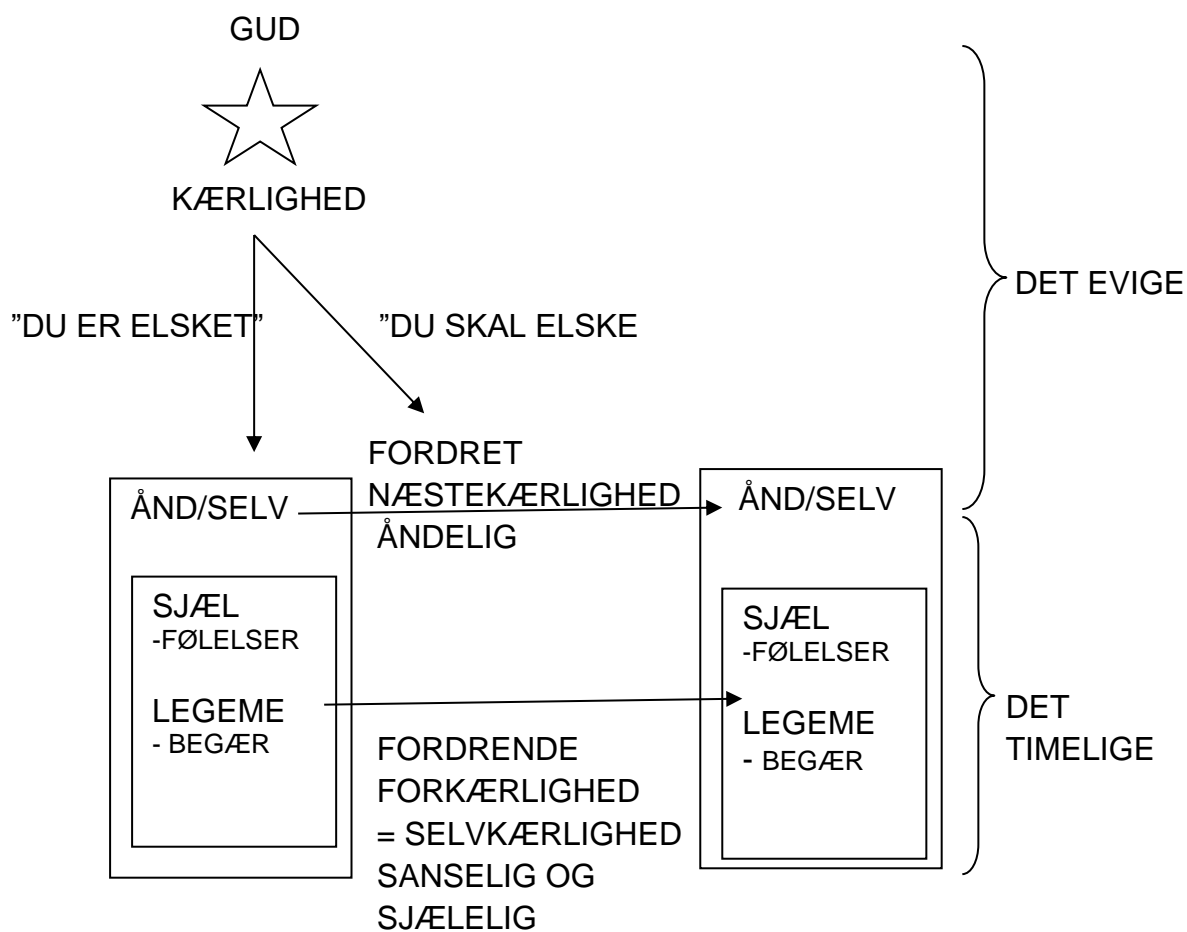 GUD
KÆRLIGHED
DET EVIGE
”DU ER ELSKET”
”DU SKAL ELSKE
FORDRET
NÆSTEKÆRLIGHED
ÅNDELIG
ÅND/SELV
SJÆL
-FØLELSER
LEGEME
- BEGÆR
ÅND/SELV
SJÆL
-FØLELSER
LEGEME
- BEGÆR
FORDRENDE
FORKÆRLIGHED
= SELVKÆRLIGHED
SANSELIG OG
SJÆLELIG
DET
TIMELIGE